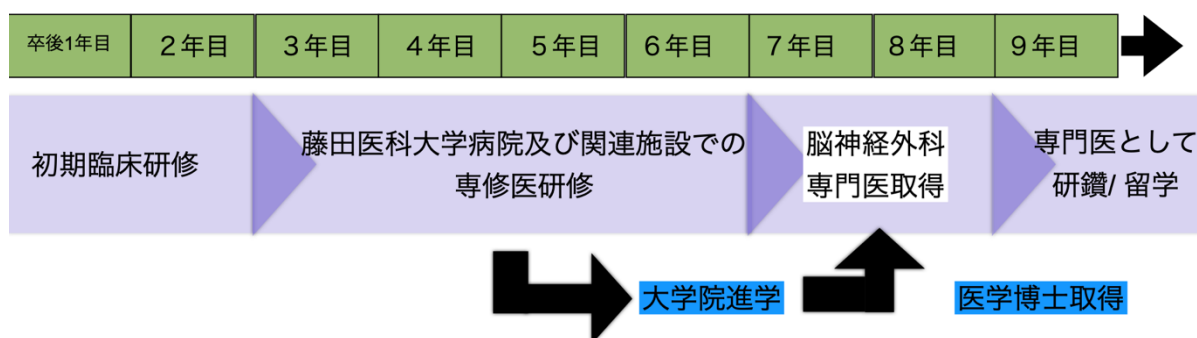 卒後1年目 ２年目 ３年目 ４年目 ５年目 ６年目 ７年目 ８年目 ９年目
初期臨床研修
藤田医科大学病院及び関連施設での
専修医研修
脳神経外科
専門医取得
専門医として
研鑽/ 留学
大学院進学
医学博士取得